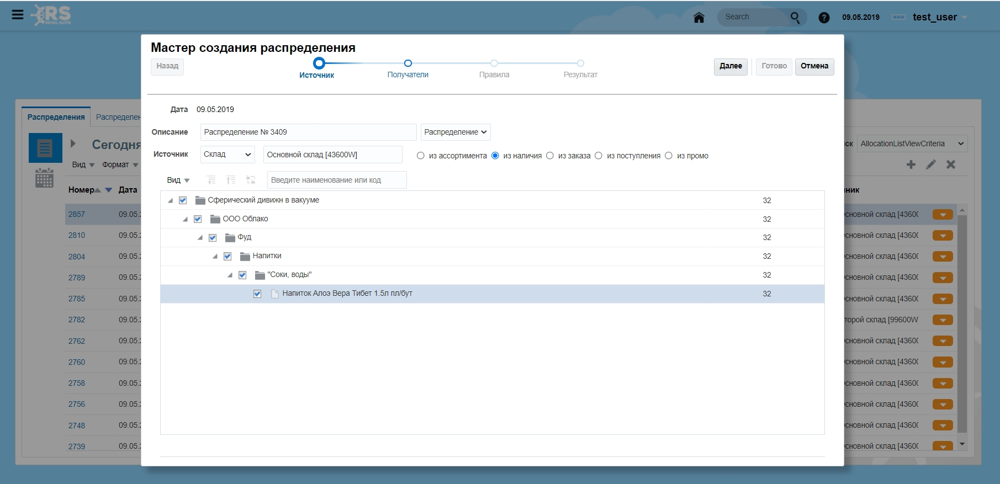 RS
RETAIL SUITE
Search
09.05.2019
test_user
Мастер создания распределения
Назад
Источник
Получатели
Правила
Результат
Далее
Готово
Отмена
Дата 09.05.2019
Описание Распределение № 3409 Распределение
Источник Склад Основной склад [43600W] из ассортимента из наличия из заказа из поступления из промо
Вид Введите наименование или код
Сферический дивижн в вакууме 32
ООО Облако 32
Фуд 32
Напитки 32
"Соки, воды" 32
Напиток Алоэ Вера Тибет 1.5л пл/бут 32
Распределения Распределен
Сегодня
ск AllocationListViewCriteria
Вид Формат
Номер Дата ник
2857 09.05. сновной склад [4360
2810 09.05. сновной склад [4360
2804 09.05. сновной склад [4360
2789 09.05. сновной склад [4360
2785 09.05. сновной склад [4360
2782 09.05. торой склад [99600W
2762 09.05. сновной склад [4360
2760 09.05. сновной склад [4360
2758 09.05. сновной склад [4360
2756 09.05. сновной склад [4360
2748 09.05. сновной склад [4360
2739 09.05. сновной склад [4360